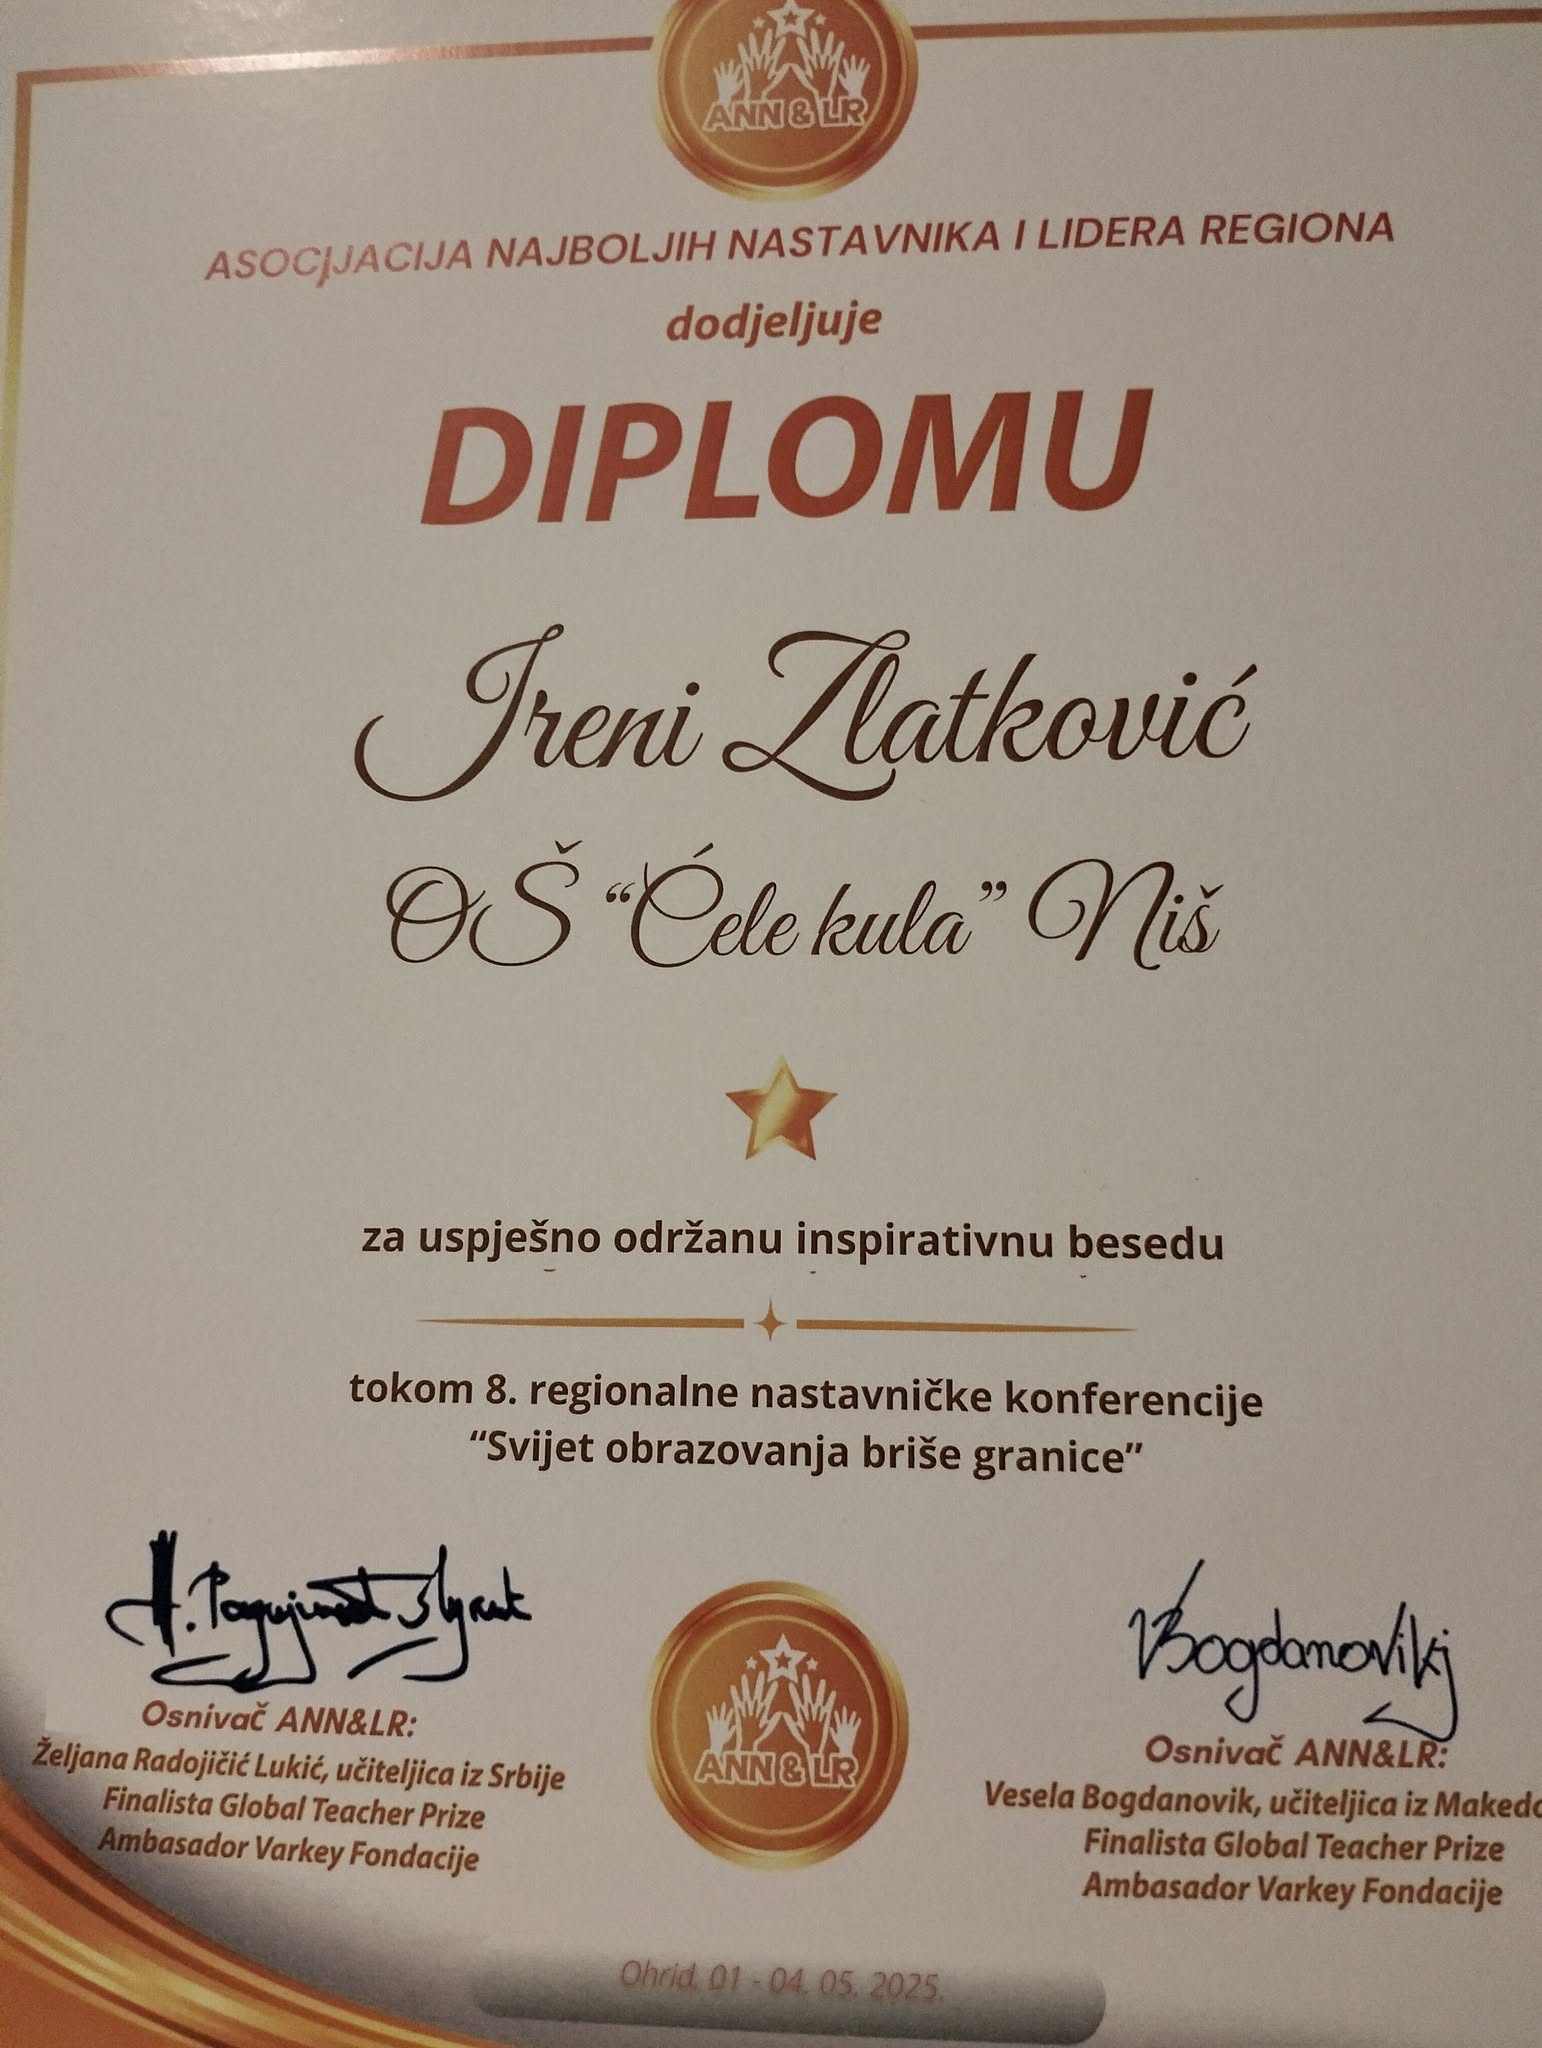 ANN & LR
ASOCIJACIJA NAJBOLJIH NASTAVNIKA I LIDERA REGIONA
dodjeljuje
DIPLOMU
Ireni Zlatković
OŠ “Ćele kula” Niš
za uspješno održanu inspirativnu besedu
tokom 8. regionalne nastavničke konferencije
“Svijet obrazovanja briše granice”
VBogdanovikj
ANN & LR
Osnivač ANN&LR:
Željana Radojičić Lukić, učiteljica iz Srbije
Finalista Global Teacher Prize
Ambasador Varkey Fondacije
Osnivač ANN&LR:
Vesela Bogdanovik, učiteljica iz Makedo
Finalista Global Teacher Prize
Ambasador Varkey Fondacije
Ohrid, 01 - 04. 05. 2025.